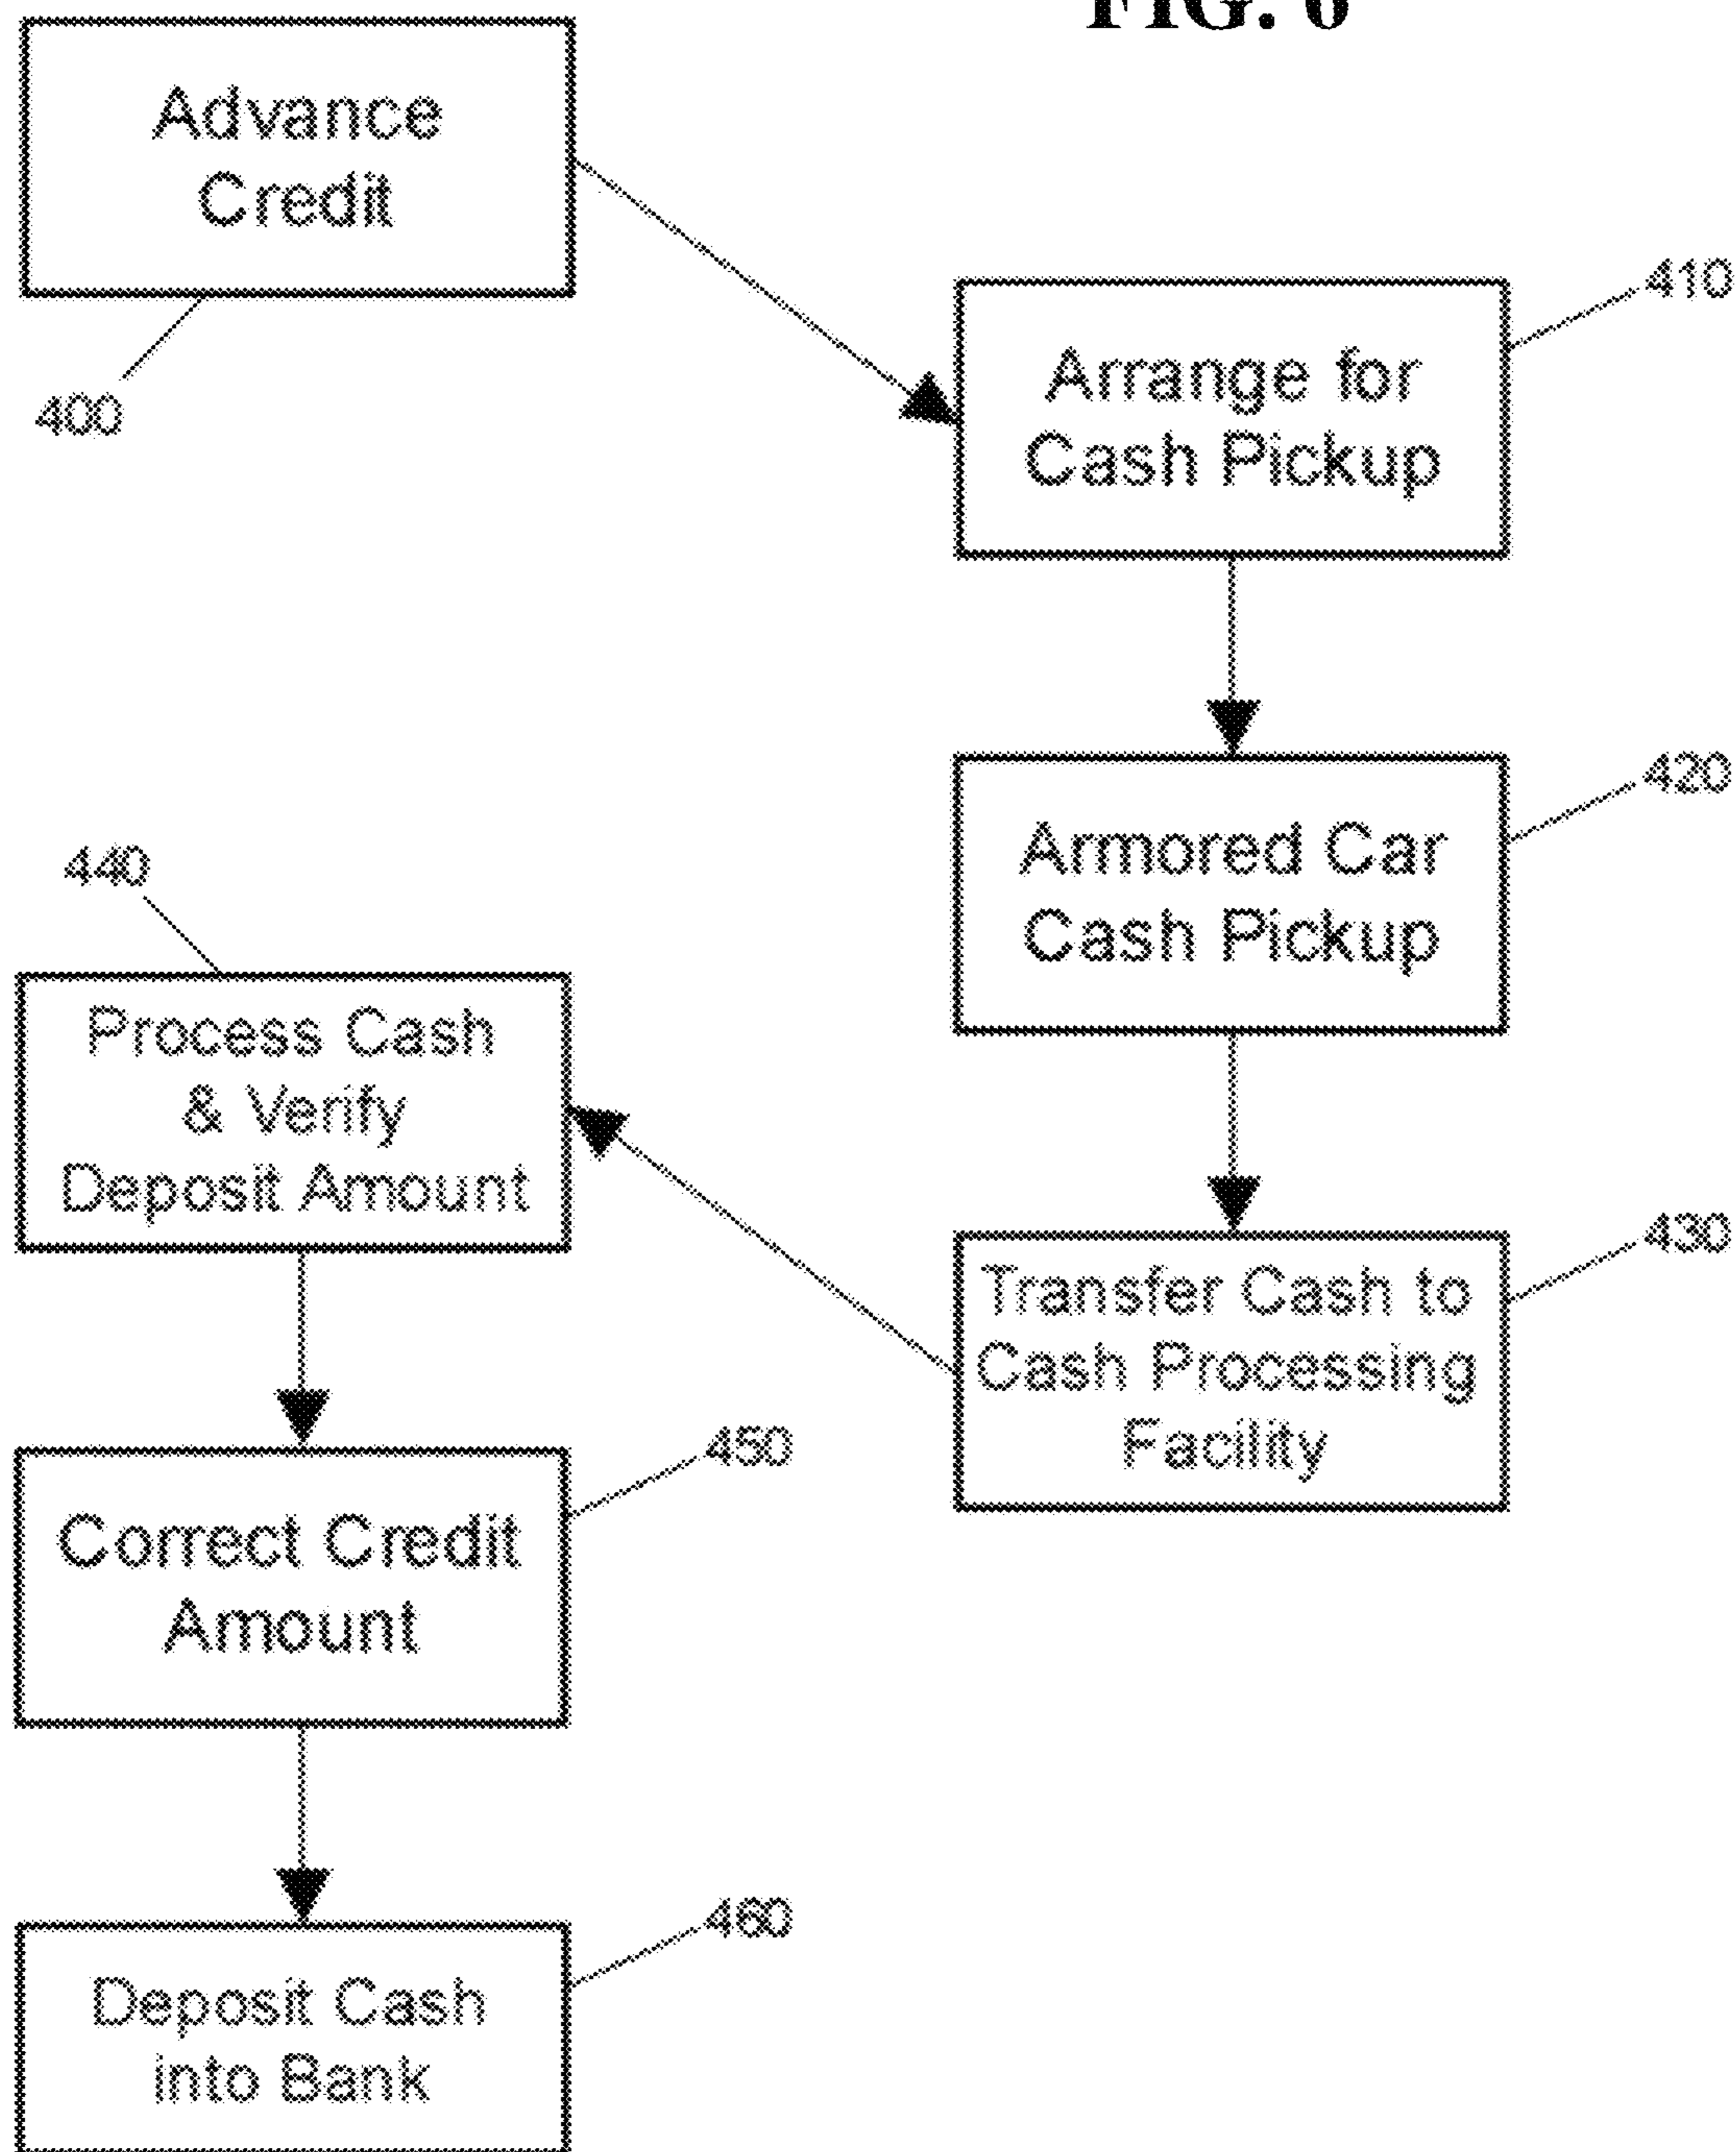 Advance
Credit
400
Arrange for
Cash Pickup
410
Armored Car
Cash Pickup
420
Transfer Cash to
Cash Processing
Facility
430
440
Process Cash
& Verify
Deposit Amount
Correct Credit
Amount
450
Deposit Cash
into Bank
460
FIG.